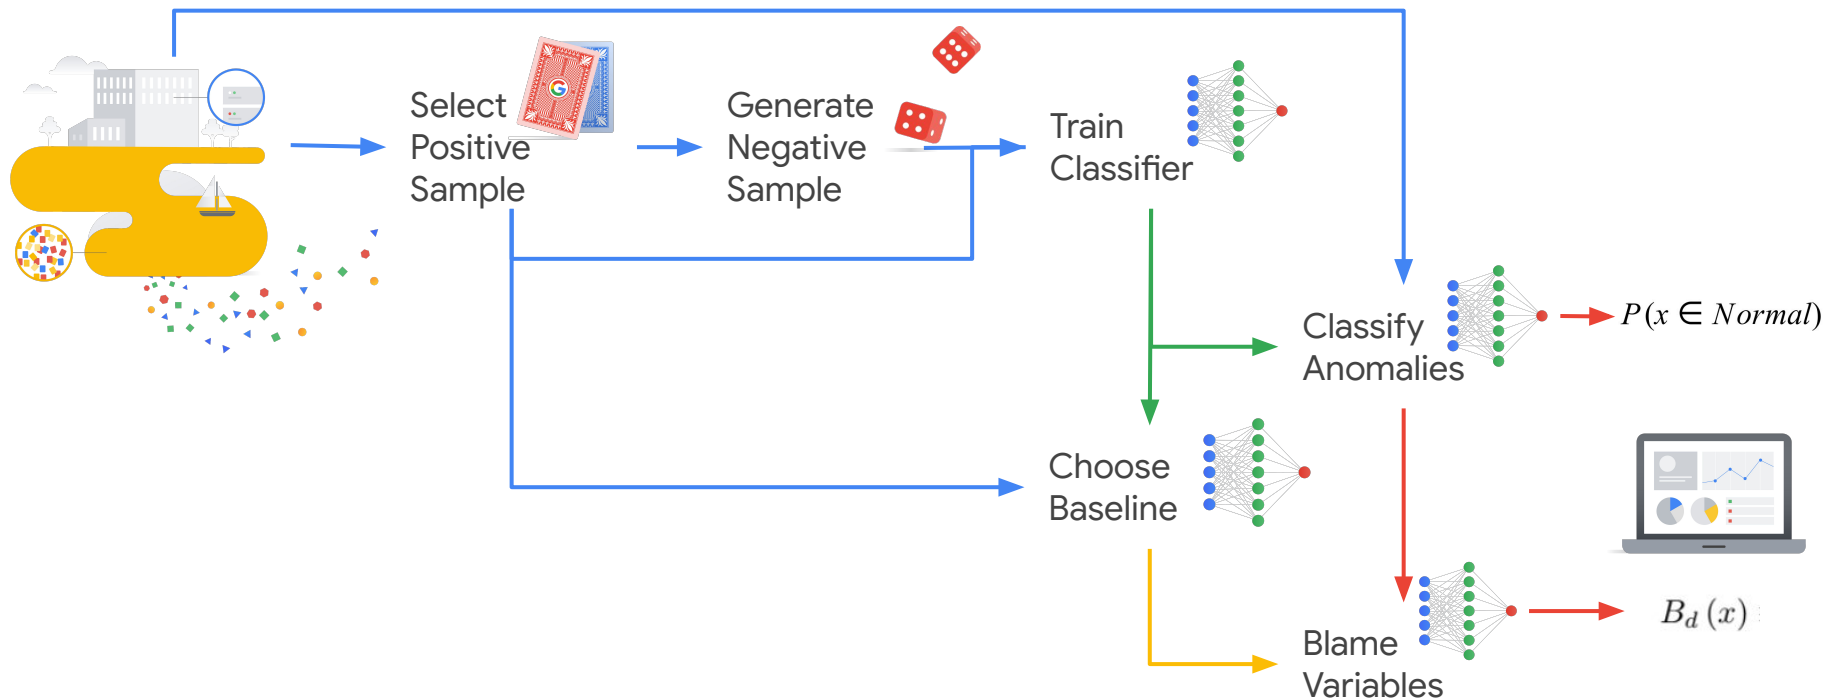 Select
Positive
Sample
G
Generate
Negative
Sample
Train
Classifier
Classify
Anomalies
P(x ∈ Normal)
Choose
Baseline
Blame
Variables
B_d (x)